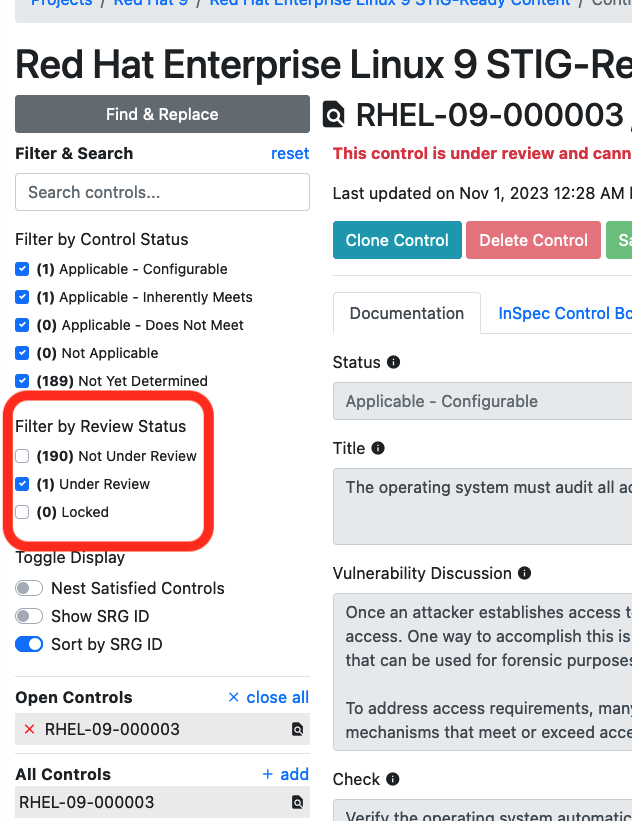 Projects / Red Hat 9 / Red Hat Enterprise Linux 9 STIG-Ready Content /
Red Hat Enterprise Linux 9 STIG-Re
Find & Replace
Filter & Search reset
Search controls...
Filter by Control Status
(1) Applicable - Configurable
(1) Applicable - Inherently Meets
(0) Applicable - Does Not Meet
(0) Not Applicable
(189) Not Yet Determined
Filter by Review Status
(190) Not Under Review
(1) Under Review
(0) Locked
Toggle Display
Nest Satisfied Controls
Show SRG ID
Sort by SRG ID
Open Controls × close all
× RHEL-09-000003
All Controls + add
RHEL-09-000003
RHEL-09-000003
This control is under review and cann
Last updated on Nov 1, 2023 12:28 AM
Clone Control Delete Control Sa
Documentation InSpec Control Bo
Status
Applicable - Configurable
Title
The operating system must audit all
Vulnerability Discussion
Once an attacker establishes access
access. One way to accomplish this is
that can be used for forensic purposes
To address access requirements, many
mechanisms that meet or exceed
Check
Verify the operating system